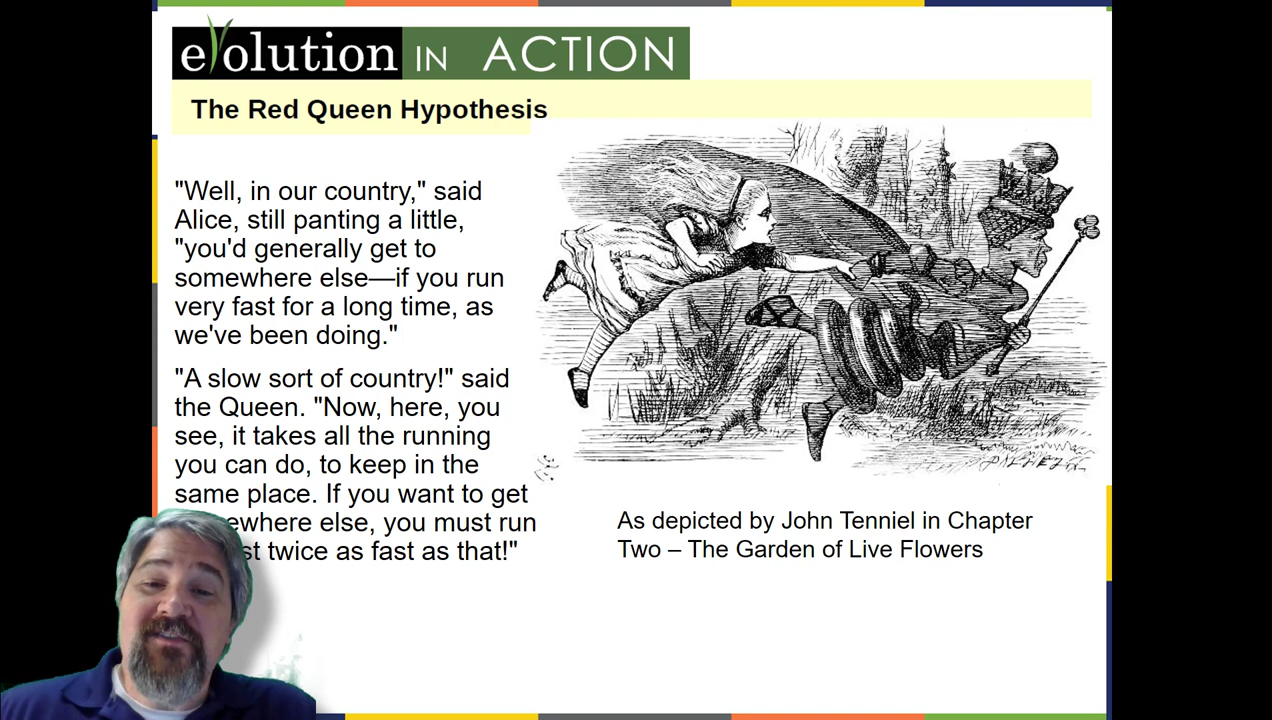 evolution IN ACTION
The Red Queen Hypothesis
"Well, in our country," said
Alice, still panting a little,
"you'd generally get to
somewhere else—if you run
very fast for a long time, as
we've been doing."
"A slow sort of country!" said
the Queen. "Now, here, you
see, it takes all the running
you can do, to keep in the
same place. If you want to get
ewhere else, you must run
st twice as fast as that!"
As depicted by John Tenniel in Chapter
Two – The Garden of Live Flowers